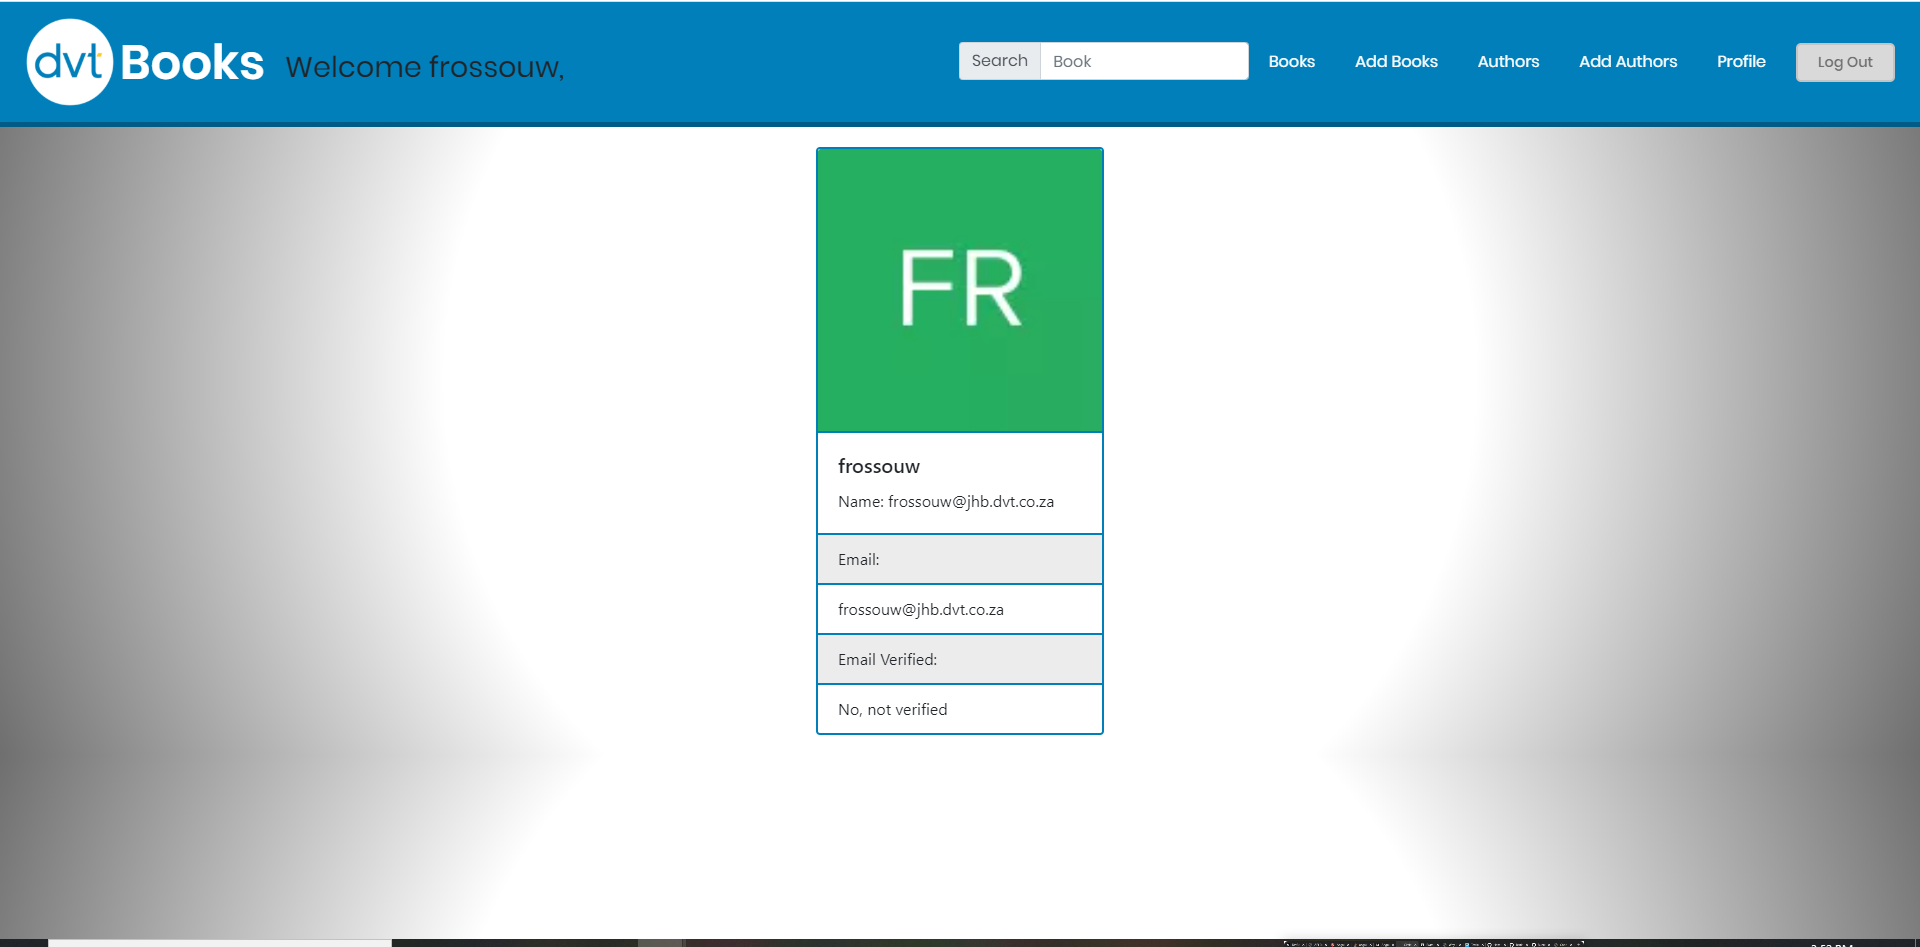 dvt Books Welcome frossouw, Search Book Books Add Books Authors Add Authors Profile Log Out
FR
frossouw
Name: frossouw@jhb.dvt.co.za
Email:
frossouw@jhb.dvt.co.za
Email Verified:
No, not verified